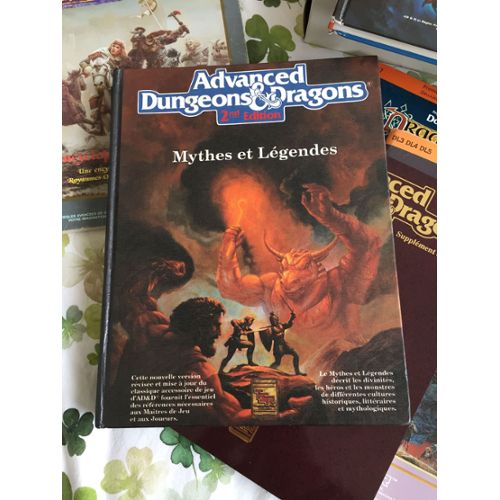 Advanced
Dungeons & Dragons
2nd Edition
Mythes et Légendes
Cette nouvelle version
révisée et mise à jour du
classique accessoire de jeu
d'AD&D™ fournit l'essentiel
des références nécessaires
aux Maîtres de Jeu
et aux Joueurs.
Le Mythes et Légendes
décrit les divinités,
les héros et les monstres
de différentes cultures
historiques, littéraires
et mythologiques.
Une ency
Royaumes
DL3 DL4 DL5
Supplément